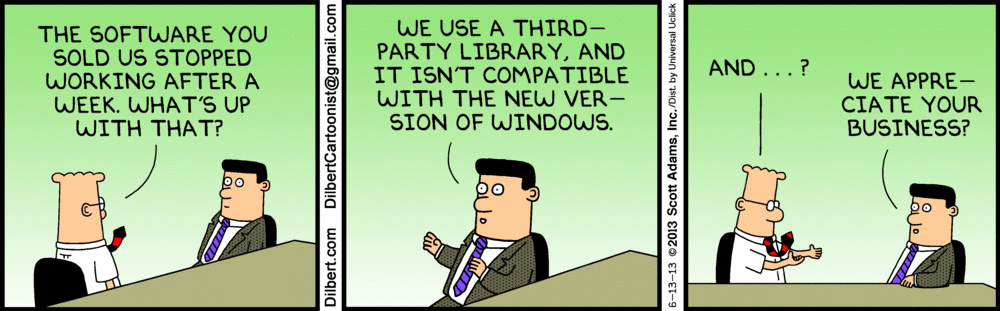 THE SOFTWARE YOU
SOLD US STOPPED
WORKING AFTER A
WEEK. WHAT'S UP
WITH THAT?
Dilbert.com DilbertCartoonist@gmail.com
WE USE A THIRD-
PARTY LIBRARY, AND
IT ISN'T COMPATIBLE
WITH THE NEW VER-
SION OF WINDOWS.
6-13-13 © 2013 Scott Adams, Inc. /Dist. by Universal Uclick
AND...?
WE APPRE-
CIATE YOUR
BUSINESS?